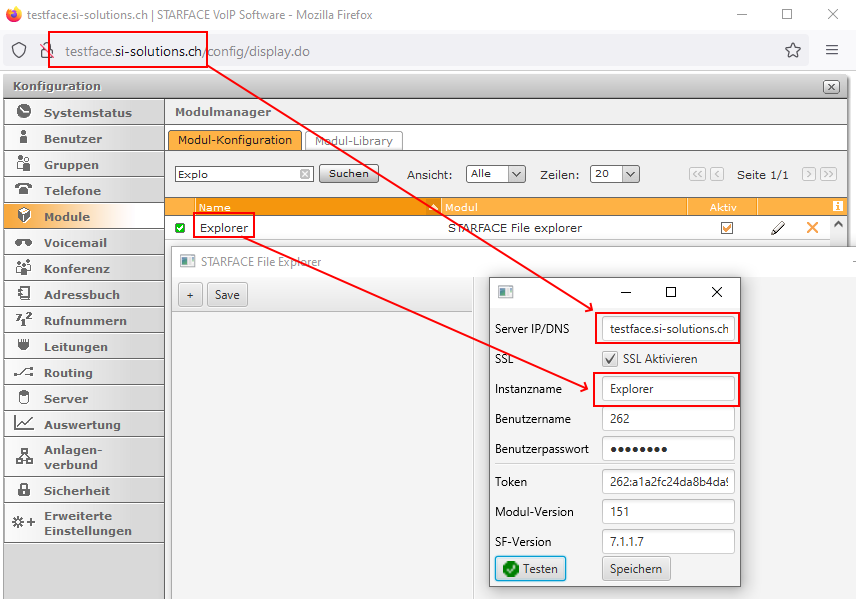 testface.si-solutions.ch | STARFACE VoIP Software - Mozilla Firefox
testface.si-solutions.ch/config/display.do
Konfiguration
Systemstatus
Benutzer
Gruppen
Telefone
Module
Voicemail
Konferenz
Adressbuch
Rufnummern
Leitungen
Routing
Server
Auswertung
Anlagen-
verbund
Sicherheit
Erweiterte
Einstellungen
Modulmanager
Modul-Konfiguration Modul-Library
Explo Suchen Ansicht: Alle Zeilen: 20 Seite 1/1
Name Modul Aktiv
Explorer STARFACE File explorer
STARFACE File Explorer
+ Save
Server IP/DNS testface.si-solutions.ch
SSL SSL Aktivieren
Instanzname Explorer
Benutzername 262
Benutzerpasswort ●●●●●●●●
Token 262:a1a2fc24da8b4da9
Modul-Version 151
SF-Version 7.1.1.7
Testen Speichern